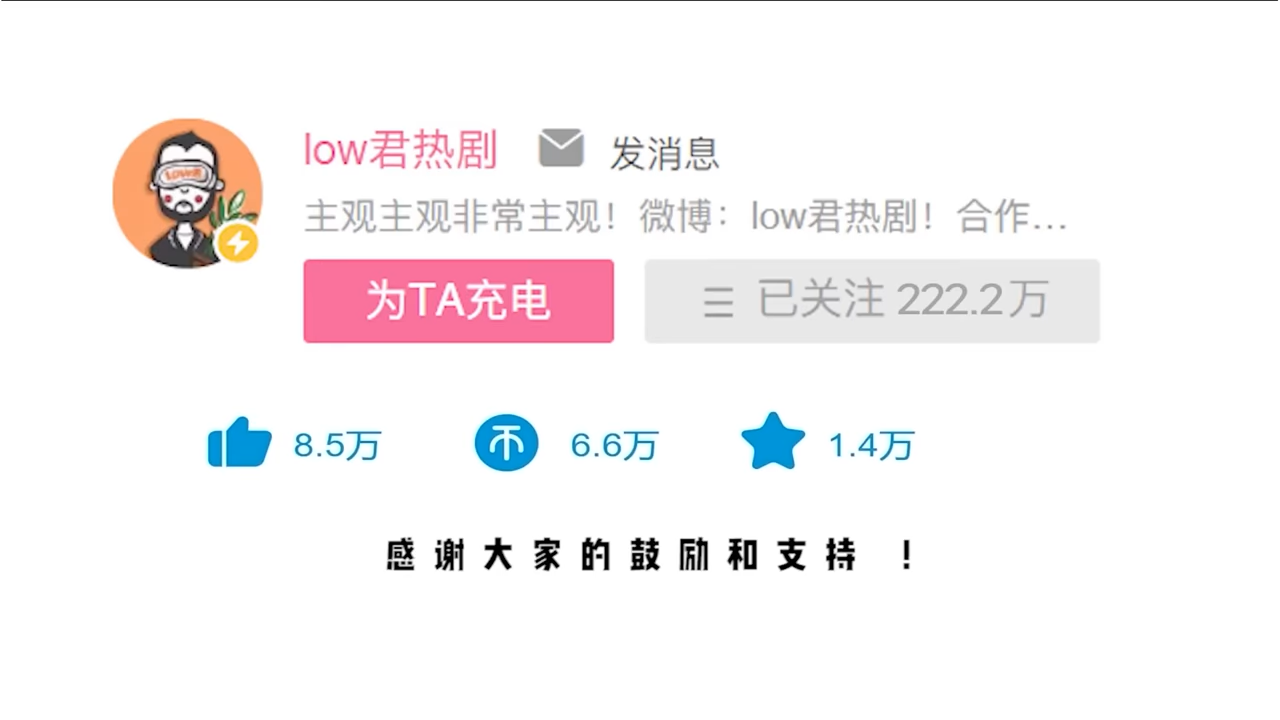 low君热剧 发消息
主观主观非常主观！微博：low君热剧！合作...
为TA充电 已关注 222.2万
8.5万 6.6万 1.4万
感谢大家的鼓励和支持 ！